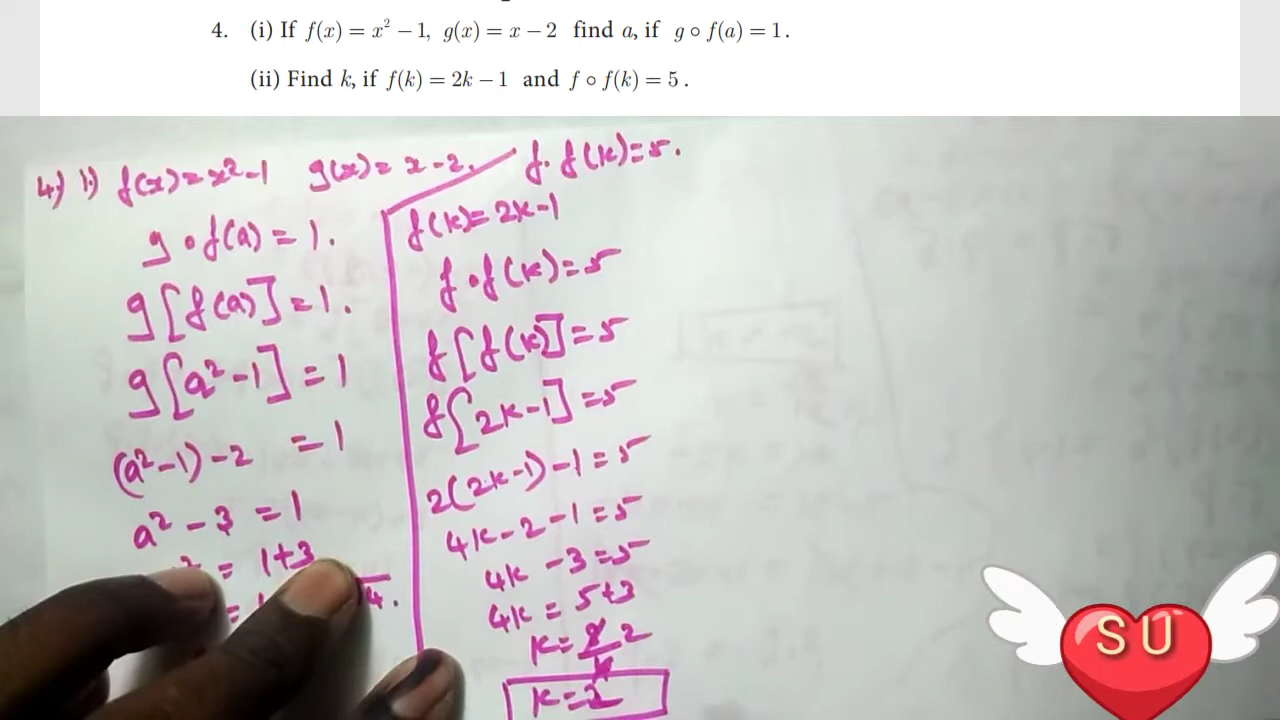 4. (i) If f(x) = x² − 1, g(x) = x − 2 find a, if g ∘ f(a) = 1.
(ii) Find k, if f(k) = 2k − 1 and f ∘ f(k) = 5.
4) i) f(x) = x² - 1 g(x) = x - 2.
g ∘ f(a) = 1.
g[f(a)] = 1.
g[a² - 1] = 1
(a² - 1) - 2 = 1
a² - 3 = 1
= 1 + 3
f · f(k) = 5.
f(k) = 2k - 1
f ∘ f(k) = 5
f[f(k)] = 5
f[2k - 1] = 5
2(2k - 1) - 1 = 5
4k - 2 - 1 = 5
4k - 3 = 5
4k = 5 + 3
k = 8/4 2
k = 2
SU